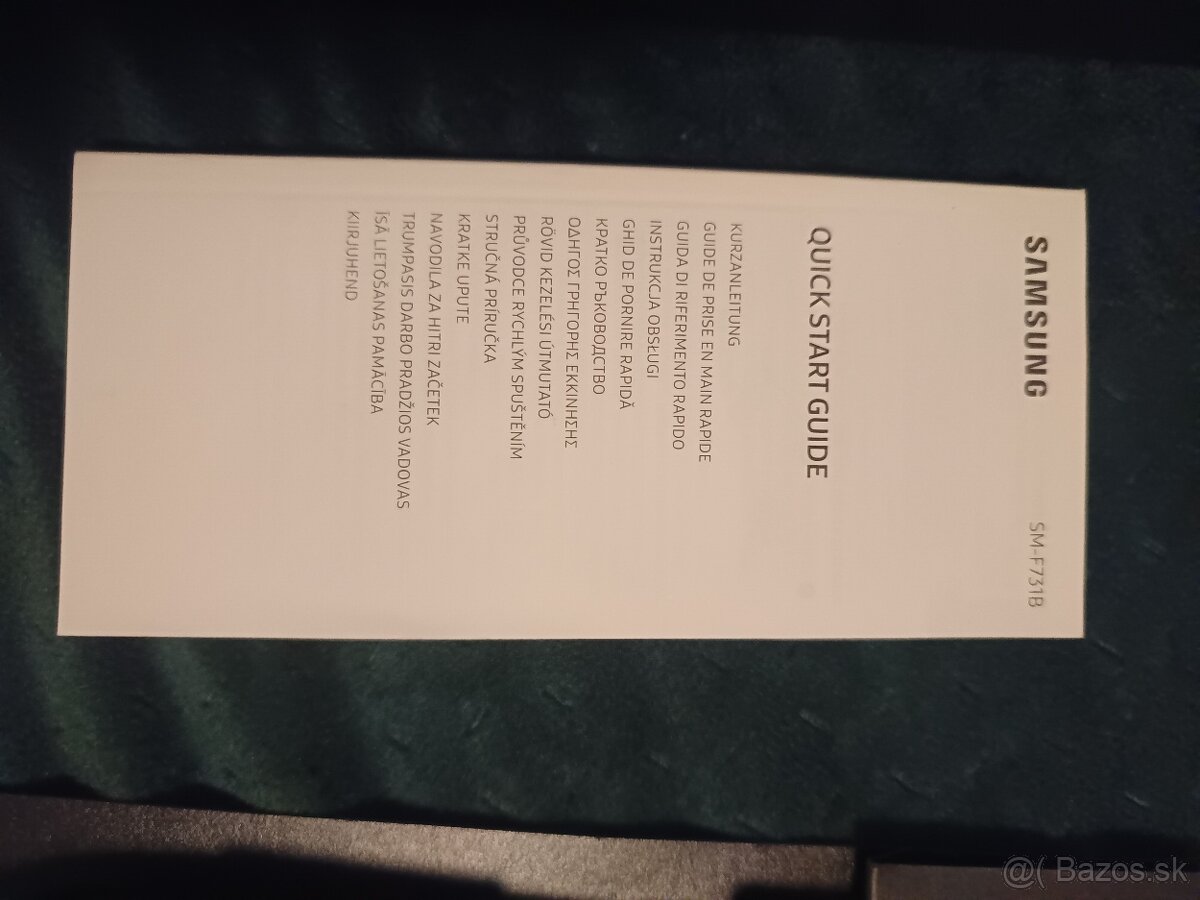 SAMSUNG
SM-F731B
QUICK START GUIDE
KURZANLEITUNG
GUIDE DE PRISE EN MAIN RAPIDE
GUIDA DI RIFERIMENTO RAPIDO
INSTRUKCJA OBSŁUGI
GHID DE PORNIRE RAPIDĂ
КРАТКО РЪКОВОДСТВО
ΟΔΗΓΟΣ ΓΡΗΓΟΡΗΣ ΕΚΚΙΝΗΣΗΣ
RÖVID KEZELÉSI ÚTMUTATÓ
PRŮVODCE RYCHLÝM SPUŠTĚNÍM
STRUČNÁ PRÍRUČKA
KRATKE UPUTE
NAVODILA ZA HITRI ZAČETEK
TRUMPASIS DARBO PRADŽIOS VADOVAS
ĪSĀ LIETOŠANAS PAMĀCĪBA
KIIRJUHEND
@( Bazos.sk